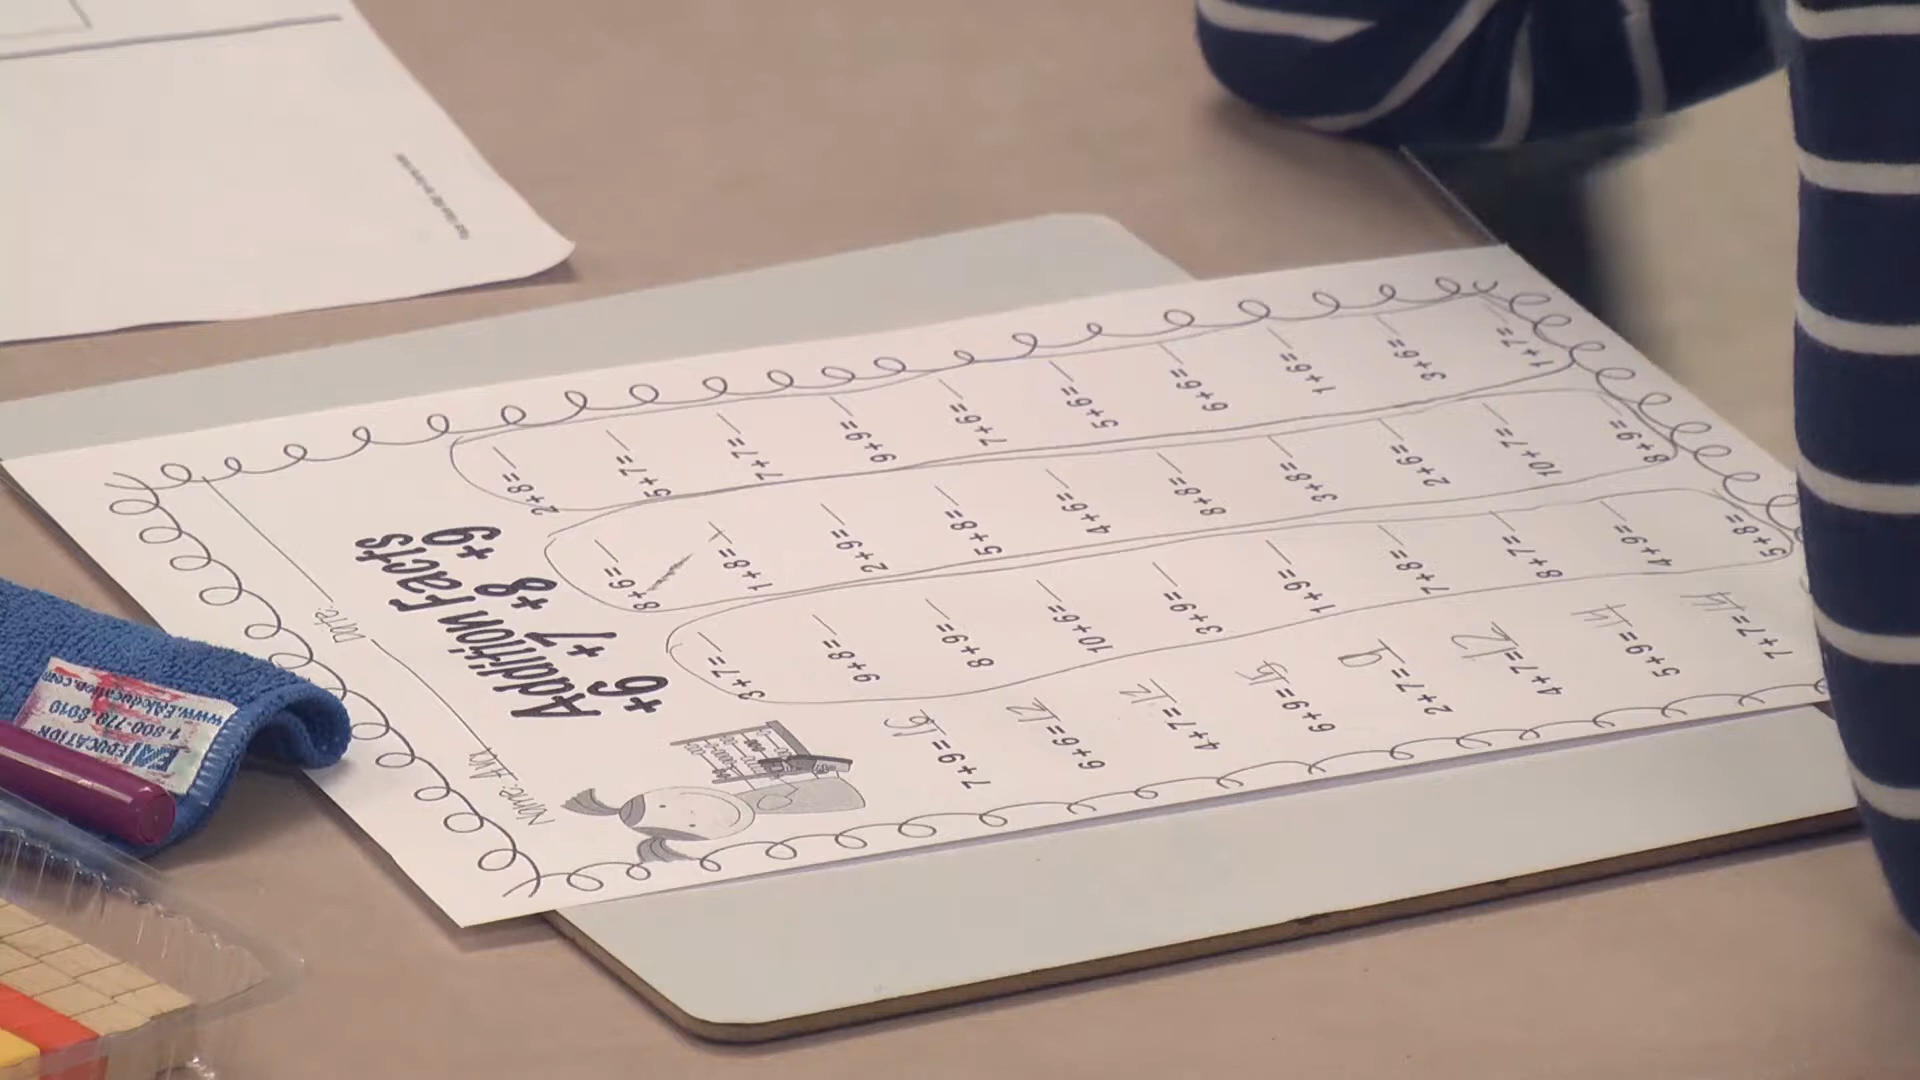 Name: Ava Date:
Addition Facts
+6 +7 +8 +9
3+7= 8+6= 2+8=
7+9=16 9+8= 1+8= 5+7=
6+6=12 8+9= 2+9= 7+7=
4+7=12 10+6= 5+8= 9+9=
6+9=15 3+9= 4+6= 7+6=
2+7=9 1+9= 8+8= 5+6=
4+7=12 7+8= 3+8= 6+6=
5+9=14 8+7= 2+6= 1+6=
7+7=14 4+9= 10+7= 3+6=
5+8= 8+9= 1+7=
EAI EDUCATION
1-800-770-8010
www.EAIeducation.com